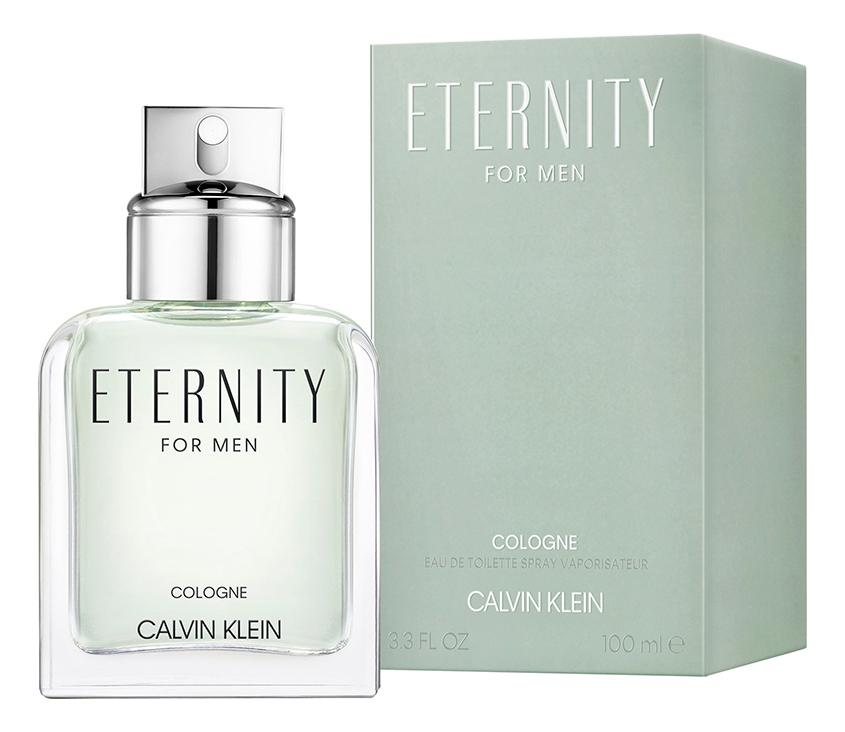 ETERNITY
FOR MEN
COLOGNE
CALVIN KLEIN
ETERNITY
FOR MEN
COLOGNE
EAU DE TOILETTE SPRAY VAPORISATEUR
CALVIN KLEIN
3.3 FL OZ 100 ml ℮